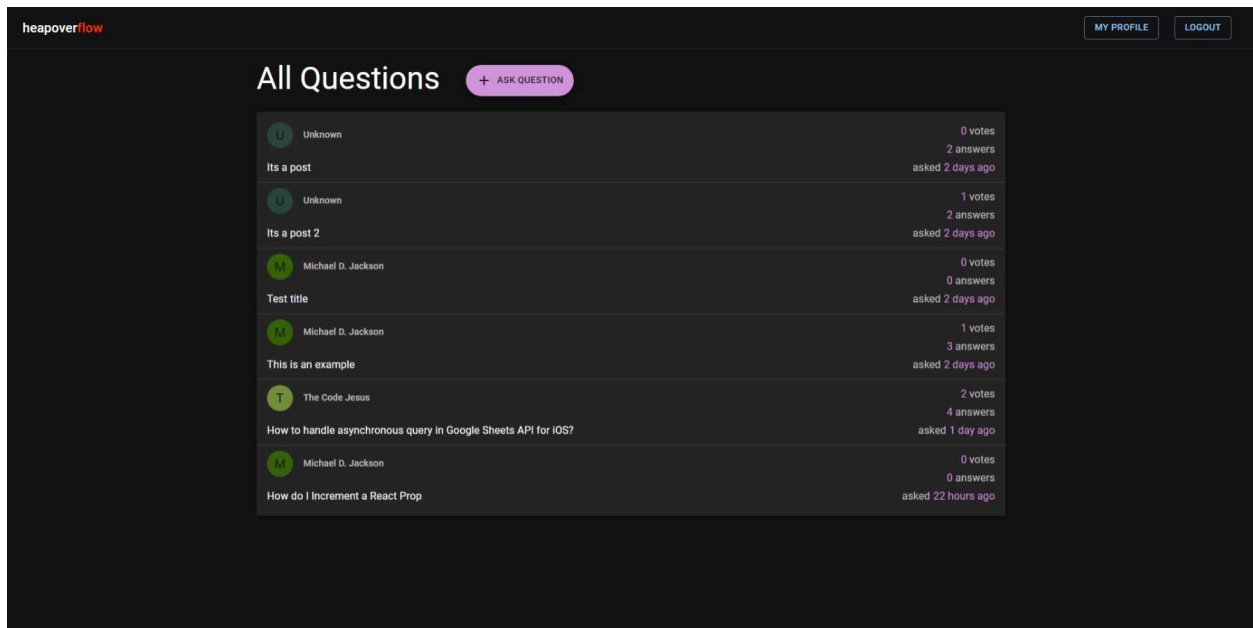 heapoverflow
MY PROFILE
LOGOUT
All Questions
+ ASK QUESTION
U
Unknown
0 votes
2 answers
Its a post
asked 2 days ago
U
Unknown
1 votes
2 answers
Its a post 2
asked 2 days ago
M
Michael D. Jackson
0 votes
0 answers
Test title
asked 2 days ago
M
Michael D. Jackson
1 votes
3 answers
This is an example
asked 2 days ago
T
The Code Jesus
2 votes
4 answers
How to handle asynchronous query in Google Sheets API for iOS?
asked 1 day ago
M
Michael D. Jackson
0 votes
0 answers
How do I Increment a React Prop
asked 22 hours ago